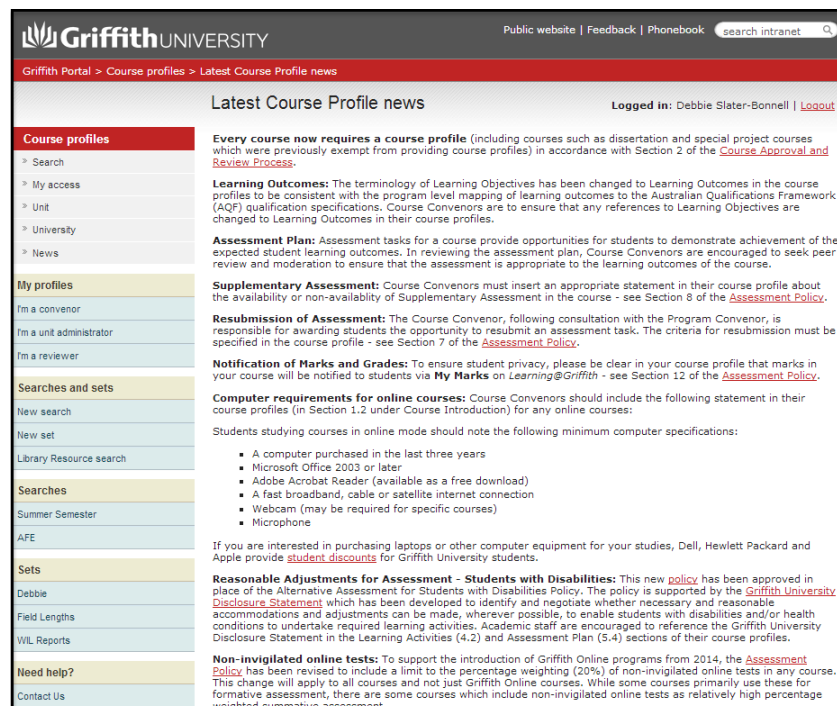 Griffith UNIVERSITY
Public website | Feedback | Phonebook
search intranet
Griffith Portal > Course profiles > Latest Course Profile news
Latest Course Profile news
Logged in: Debbie Slater-Bonnell | Logout
Course profiles
Search
My access
Unit
University
News
My profiles
I'm a convenor
I'm a unit administrator
I'm a reviewer
Searches and sets
New search
New set
Library Resource search
Searches
Summer Semester
AFE
Sets
Debbie
Field Lengths
WIL Reports
Need help?
Contact Us
Every course now requires a course profile (including courses such as dissertation and special project courses
which were previously exempt from providing course profiles) in accordance with Section 2 of the Course Approval and
Review Process.
Learning Outcomes: The terminology of Learning Objectives has been changed to Learning Outcomes in the course
profiles to be consistent with the program level mapping of learning outcomes to the Australian Qualifications Framework
(AQF) qualification specifications. Course Convenors are to ensure that any references to Learning Objectives are
changed to Learning Outcomes in their course profiles.
Assessment Plan: Assessment tasks for a course provide opportunities for students to demonstrate achievement of the
expected student learning outcomes. In reviewing the assessment plan, Course Convenors are encouraged to seek peer
review and moderation to ensure that the assessment is appropriate to the learning outcomes of the course.
Supplementary Assessment: Course Convenors must insert an appropriate statement in their course profile about
the availability or non-availablity of Supplementary Assessment in the course - see Section 8 of the Assessment Policy.
Resubmission of Assessment: The Course Convenor, following consultation with the Program Convenor, is
responsible for awarding students the opportunity to resubmit an assessment task. The criteria for resubmission must be
specified in the course profile - see Section 7 of the Assessment Policy.
Notification of Marks and Grades: To ensure student privacy, please be clear in your course profile that marks in
your course will be notified to students via My Marks on Learning@Griffith - see Section 12 of the Assessment Policy.
Computer requirements for online courses: Course Convenors should include the following statement in their
course profiles (in Section 1.2 under Course Introduction) for any online courses:
Students studying courses in online mode should note the following minimum computer specifications:
A computer purchased in the last three years
Microsoft Office 2003 or later
Adobe Acrobat Reader (available as a free download)
A fast broadband, cable or satellite internet connection
Webcam (may be required for specific courses)
Microphone
If you are interested in purchasing laptops or other computer equipment for your studies, Dell, Hewlett Packard and
Apple provide student discounts for Griffith University students.
Reasonable Adjustments for Assessment - Students with Disabilities: This new policy has been approved in
place of the Alternative Assessment for Students with Disabilities Policy. The policy is supported by the Griffith University
Disclosure Statement which has been developed to identify and negotiate whether necessary and reasonable
accommodations and adjustments can be made, wherever possible, to enable students with disabilities and/or health
conditions to undertake required learning activities. Academic staff are encouraged to reference the Griffith University
Disclosure Statement in the Learning Activities (4.2) and Assessment Plan (5.4) sections of their course profiles.
Non-invigilated online tests: To support the introduction of Griffith Online programs from 2014, the Assessment
Policy has been revised to include a limit to the percentage weighting (20%) of non-invigilated online tests in any course.
This change will apply to all courses and not just Griffith Online courses. While some courses primarily use these for
formative assessment, there are some courses which include non-invigilated online tests as relatively high percentage
weighted summative assessment.